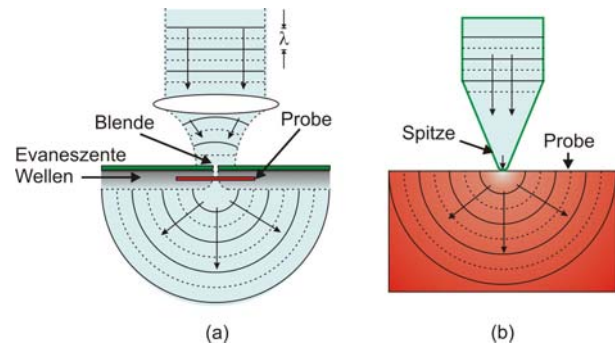 λ
Blende
Probe
Evaneszente
Wellen
Spitze
Probe
(a)
(b)